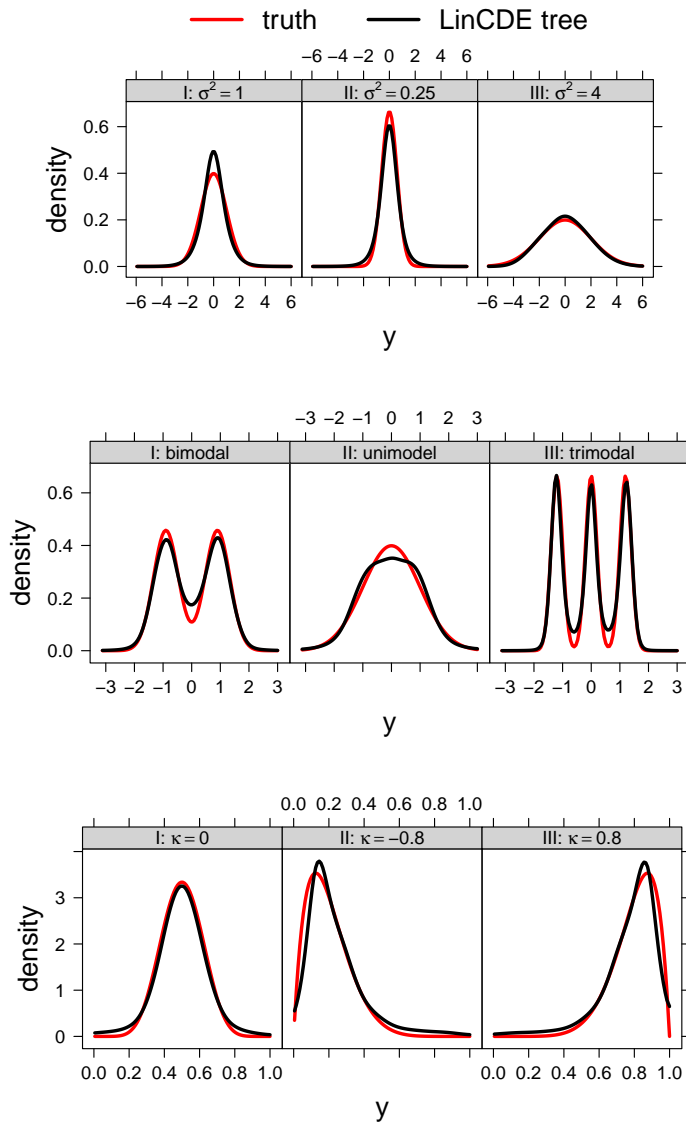 truth LinCDE tree
−6 −4 −2 0 2 4 6
I: σ² = 1 II: σ² = 0.25 III: σ² = 4
density
0.6
0.4
0.2
0.0
−6 −4 −2 0 2 4 6 −6 −4 −2 0 2 4 6
y
−3 −2 −1 0 1 2 3
I: bimodal II: unimodel III: trimodal
density
0.6
0.4
0.2
0.0
−3 −2 −1 0 1 2 3 −3 −2 −1 0 1 2 3
y
0.0 0.2 0.4 0.6 0.8 1.0
I: κ = 0 II: κ = −0.8 III: κ = 0.8
density
3
2
1
0
0.0 0.2 0.4 0.6 0.8 1.0 0.0 0.2 0.4 0.6 0.8 1.0
y